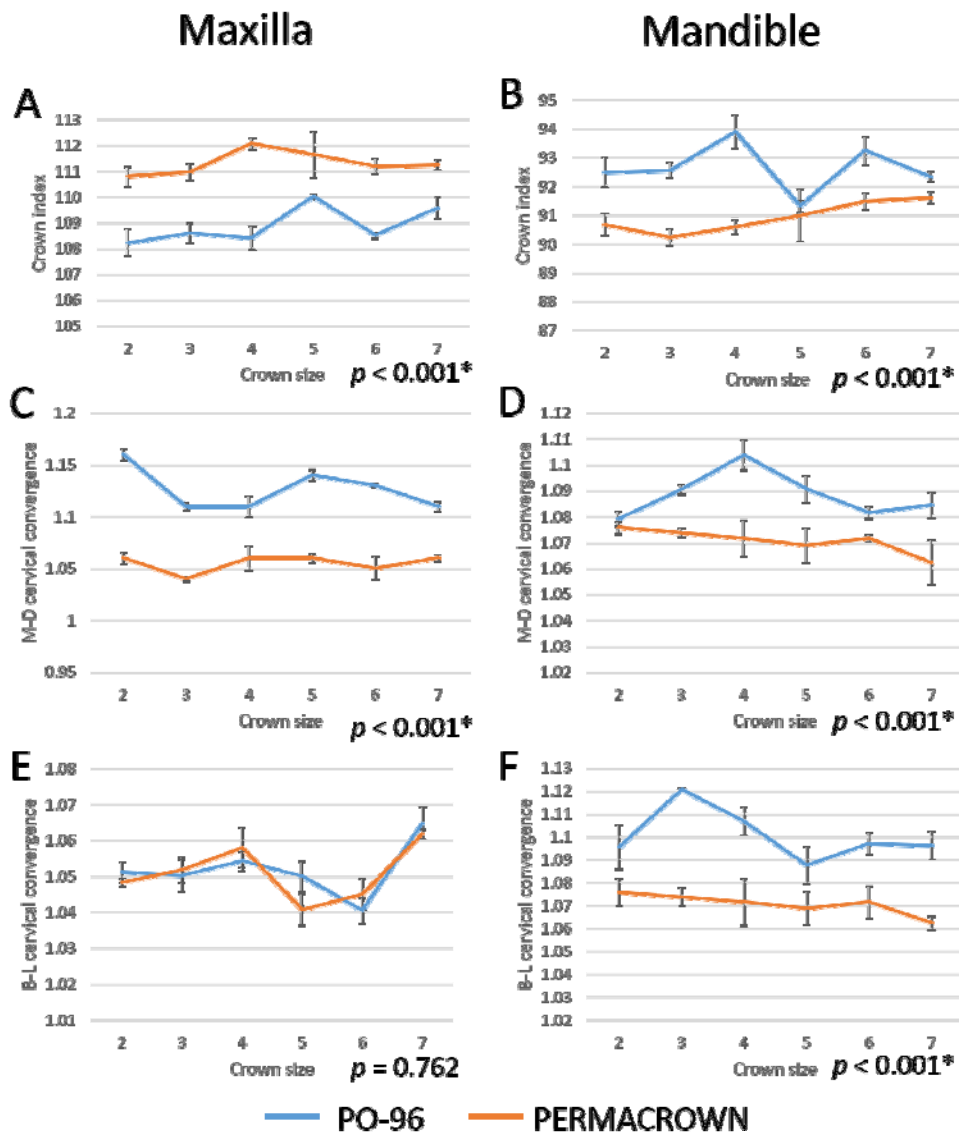 Maxilla
Mandible
A
Crown index
113
112
111
110
109
108
107
106
105
2 3 4 5 6 7
Crown size
p < 0.001*
B
Crown index
95
94
93
92
91
90
89
88
87
2 3 4 5 6 7
Crown size
p < 0.001*
C
M-D cervical convergence
1.2
1.15
1.1
1.05
1
0.95
2 3 4 5 6 7
Crown size
p < 0.001*
D
M-D cervical convergence
1.12
1.11
1.1
1.09
1.08
1.07
1.06
1.05
1.04
1.03
1.02
2 3 4 5 6 7
Crown size
p < 0.001*
E
B-L cervical convergence
1.08
1.07
1.06
1.05
1.04
1.03
1.02
1.01
2 3 4 5 6 7
Crown size
p = 0.762
F
B-L cervical convergence
1.13
1.12
1.11
1.1
1.09
1.08
1.07
1.06
1.05
1.04
1.03
1.02
2 3 4 5 6 7
Crown size
p < 0.001*
PO-96
PERMACROWN